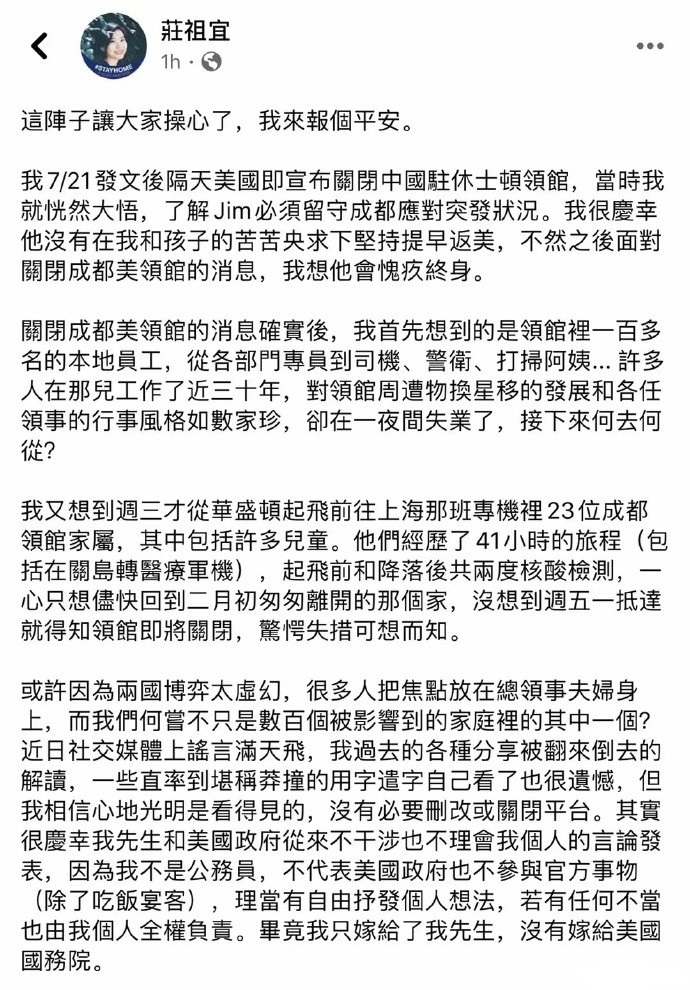 莊祖宜
1h
#STAYHOME
這陣子讓大家操心了，我來報個平安。
我7/21發文後隔天美國即宣布關閉中國駐休士頓領館，當時我
就恍然大悟，了解Jim必須留守成都應對突發狀況。我很慶幸
他沒有在我和孩子的苦苦央求下堅持提早返美，不然之後面對
關閉成都美領館的消息，我想他會愧疚終身。
關閉成都美領館的消息確實後，我首先想到的是領館裡一百多
名的本地員工，從各部門專員到司機、警衛、打掃阿姨... 許多
人在那兒工作了近三十年，對領館周遭物換星移的發展和各任
領事的行事風格如數家珍，卻在一夜間失業了，接下來何去何
從?
我又想到週三才從華盛頓起飛前往上海那班專機裡23位成都
領館家屬，其中包括許多兒童。他們經歷了41小時的旅程（包
括在關島轉醫療軍機），起飛前和降落後共兩度核酸檢測，一
心只想儘快回到二月初匆匆離開的那個家，沒想到週五一抵達
就得知領館即將關閉，驚愕失措可想而知。
或許因為兩國博弈太虛幻，很多人把焦點放在總領事夫婦身
上，而我們何嘗不只是數百個被影響到的家庭裡的其中一個?
近日社交媒體上謠言滿天飛，我過去的各種分享被翻來倒去的
解讀，一些直率到堪稱莽撞的用字遣字自己看了也很遺憾，但
我相信心地光明是看得見的，沒有必要刪改或關閉平台。其實
很慶幸我先生和美國政府從來不干涉也不理會我個人的言論發
表，因為我不是公務員，不代表美國政府也不參與官方事物
（除了吃飯宴客），理當有自由抒發個人想法，若有任何不當
也由我個人全權負責。畢竟我只嫁給了我先生，沒有嫁給美國
國務院。